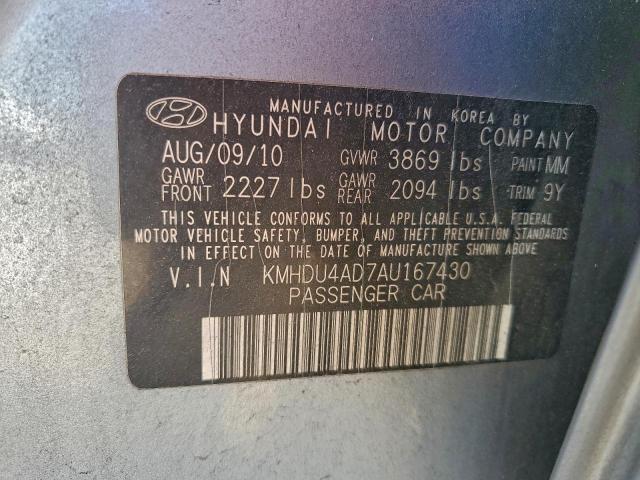 MANUFACTURED IN KOREA BY
HYUNDAI MOTOR COMPANY
AUG/09/10 GVWR 3869 lbs PAINT MM
GAWR FRONT 2227 lbs GAWR REAR 2094 lbs TRIM 9Y
THIS VEHICLE CONFORMS TO ALL APPLICABLE U.S.A. FEDERAL
MOTOR VEHICLE SAFETY, BUMPER, AND THEFT PREVENTION STANDARDS
IN EFFECT ON THE DATE OF MANUFACTURE SHOWN ABOVE.
V.I.N KMHDU4AD7AU167430
PASSENGER CAR